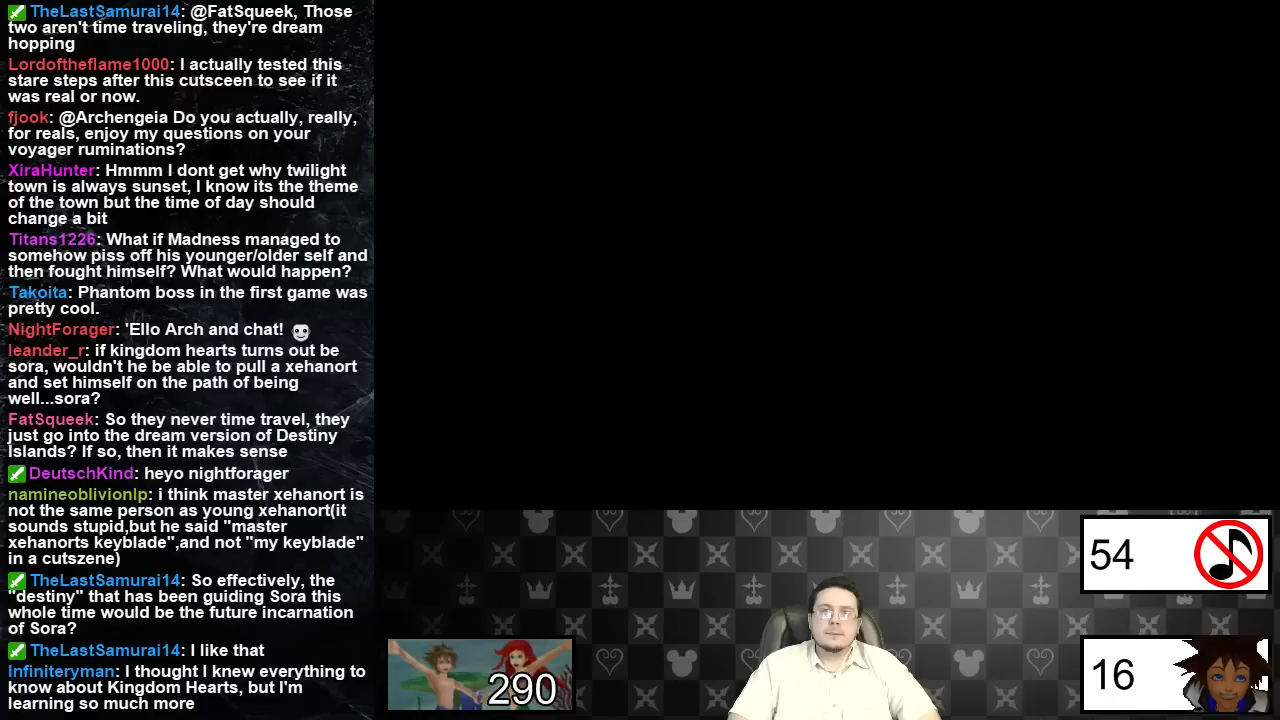 TheLastSamurai14: @FatSqueek, Those
two aren't time traveling, they're dream
hopping
Lordoftheflame1000: I actually tested this
stare steps after this cutsceen to see if it
was real or now.
fjook: @Archengeia Do you actually, really,
for reals, enjoy my questions on your
voyager ruminations?
XiraHunter: Hmmm I dont get why twilight
town is always sunset, I know its the theme
of the town but the time of day should
change a bit
Titans1226: What if Madness managed to
somehow piss off his younger/older self and
then fought himself? What would happen?
Takoita: Phantom boss in the first game was
pretty cool.
NightForager: 'Ello Arch and chat!
leander_r: if kingdom hearts turns out be
sora, wouldn't he be able to pull a xehanort
and set himself on the path of being
well...sora?
FatSqueek: So they never time travel, they
just go into the dream version of Destiny
Islands? If so, then it makes sense
DeutschKind: heyo nightforager
namineoblivionlp: i think master xehanort is
not the same person as young xehanort(it
sounds stupid,but he said "master
xehanorts keyblade",and not "my keyblade"
in a cutszene)
TheLastSamurai14: So effectively, the
"destiny" that has been guiding Sora this
whole time would be the future incarnation
of Sora?
TheLastSamurai14: I like that
Infiniteryman: I thought I knew everything to
know about Kingdom Hearts, but I'm
learning so much more
54
290
16